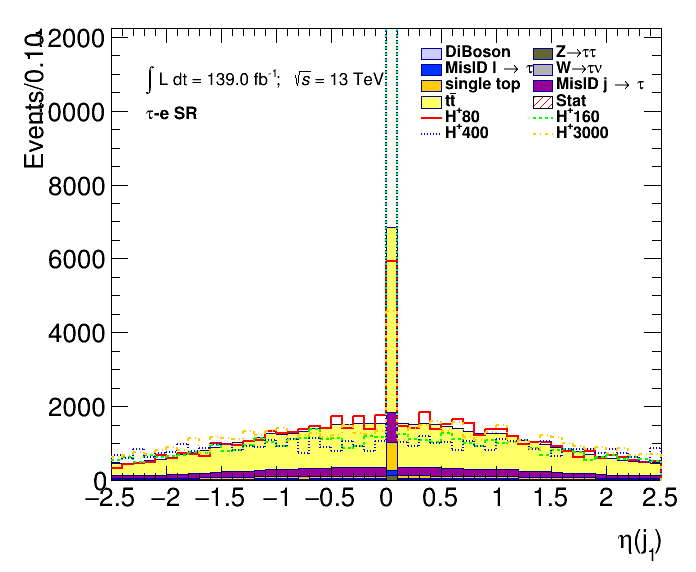 Events/0.10
12000
10000
8000
6000
4000
2000
0
∫ L dt = 139.0 fb⁻¹; √s = 13 TeV
τ-e SR
DiBoson Z→ττ
MisID l → τ W→τν
single top MisID j → τ
tt̄ Stat
H⁺80 H⁺160
H⁺400 H⁺3000
−2.5 −2 −1.5 −1 −0.5 0 0.5 1 1.5 2 2.5
η(j₁)